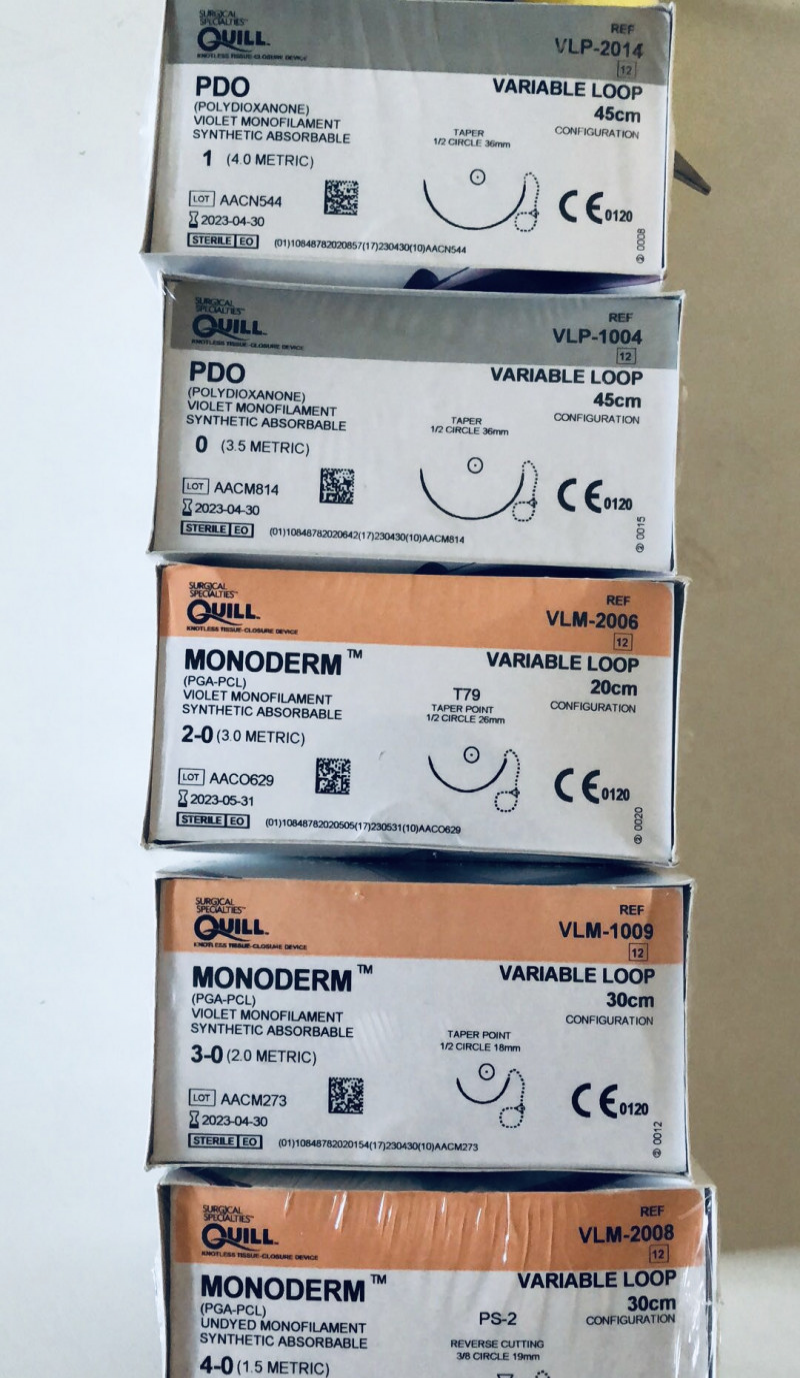 SURGICAL
SPECIALTIES™
QUILL™
KNOTLESS TISSUE-CLOSURE DEVICE
REF
VLP-2014
12
PDO
(POLYDIOXANONE)
VIOLET MONOFILAMENT
SYNTHETIC ABSORBABLE
1 (4.0 METRIC)
TAPER
1/2 CIRCLE 36mm
VARIABLE LOOP
45cm
CONFIGURATION
LOT AACN544
2023-04-30
STERILE EO
(01)10848782020857(17)230430(10)AACN544
CE 0120
0008
SURGICAL
SPECIALTIES™
QUILL™
KNOTLESS TISSUE-CLOSURE DEVICE
REF
VLP-1004
12
PDO
(POLYDIOXANONE)
VIOLET MONOFILAMENT
SYNTHETIC ABSORBABLE
0 (3.5 METRIC)
TAPER
1/2 CIRCLE 36mm
VARIABLE LOOP
45cm
CONFIGURATION
LOT AACM814
2023-04-30
STERILE EO
(01)10848782020642(17)230430(10)AACM814
CE 0120
0015
SURGICAL
SPECIALTIES™
QUILL™
KNOTLESS TISSUE-CLOSURE DEVICE
REF
VLM-2006
12
MONODERM™
(PGA-PCL)
VIOLET MONOFILAMENT
SYNTHETIC ABSORBABLE
2-0 (3.0 METRIC)
T79
TAPER POINT
1/2 CIRCLE 26mm
VARIABLE LOOP
20cm
CONFIGURATION
LOT AACO629
2023-05-31
STERILE EO
(01)10848782020505(17)230531(10)AACO629
CE 0120
0020
SURGICAL
SPECIALTIES™
QUILL™
KNOTLESS TISSUE-CLOSURE DEVICE
REF
VLM-1009
12
MONODERM™
(PGA-PCL)
VIOLET MONOFILAMENT
SYNTHETIC ABSORBABLE
3-0 (2.0 METRIC)
TAPER POINT
1/2 CIRCLE 18mm
VARIABLE LOOP
30cm
CONFIGURATION
LOT AACM273
2023-04-30
STERILE EO
(01)10848782020154(17)230430(10)AACM273
CE 0120
0012
SURGICAL
SPECIALTIES™
QUILL™
KNOTLESS TISSUE-CLOSURE DEVICE
REF
VLM-2008
12
MONODERM™
(PGA-PCL)
UNDYED MONOFILAMENT
SYNTHETIC ABSORBABLE
4-0 (1.5 METRIC)
PS-2
REVERSE CUTTING
3/8 CIRCLE 19mm
VARIABLE LOOP
30cm
CONFIGURATION